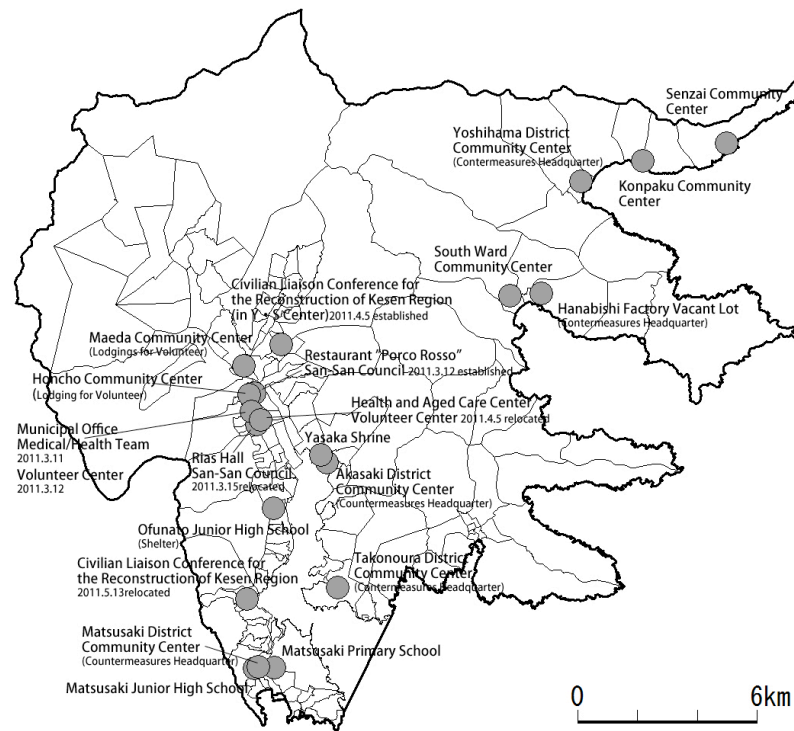 Senzai Community
Center
Yoshihama District
Community Center
(Contermeasures Headquarter)
Konpaku Community
Center
South Ward
Community Center
Hanabishi Factory Vacant Lot
(Contermeasures Headquarter)
Civilian Liaison Conference for
the Reconstruction of Kesen Region
(in Y・S Center)2011.4.5 established
Maeda Community Center
(Lodgings for Volunteer)
Restaurant "Porco Rosso"
San-San Council 2011.3.12 established
Honcho Community Center
(Lodging for Volunteer)
Health and Aged Care Center
Volunteer Center 2011.4.5 relocated
Municipal Office
Medical/Health Team
2011.3.11
Volunteer Center
2011.3.12
Yasaka Shrine
Rias Hall
San-San Council
2011.3.15relocated
Akasaki District
Community Center
(Countermeasures Headquarter)
Ofunato Junior High School
(Shelter)
Civilian Liaison Conference for
the Reconstruction of Kesen Region
2011.5.13relocated
Takonoura District
Community Center
(Contermeasures Headquarter)
Matsusaki District
Community Center
(Countermeasures Headquarter)
Matsusaki Primary School
Matsusaki Junior High School
0 6km